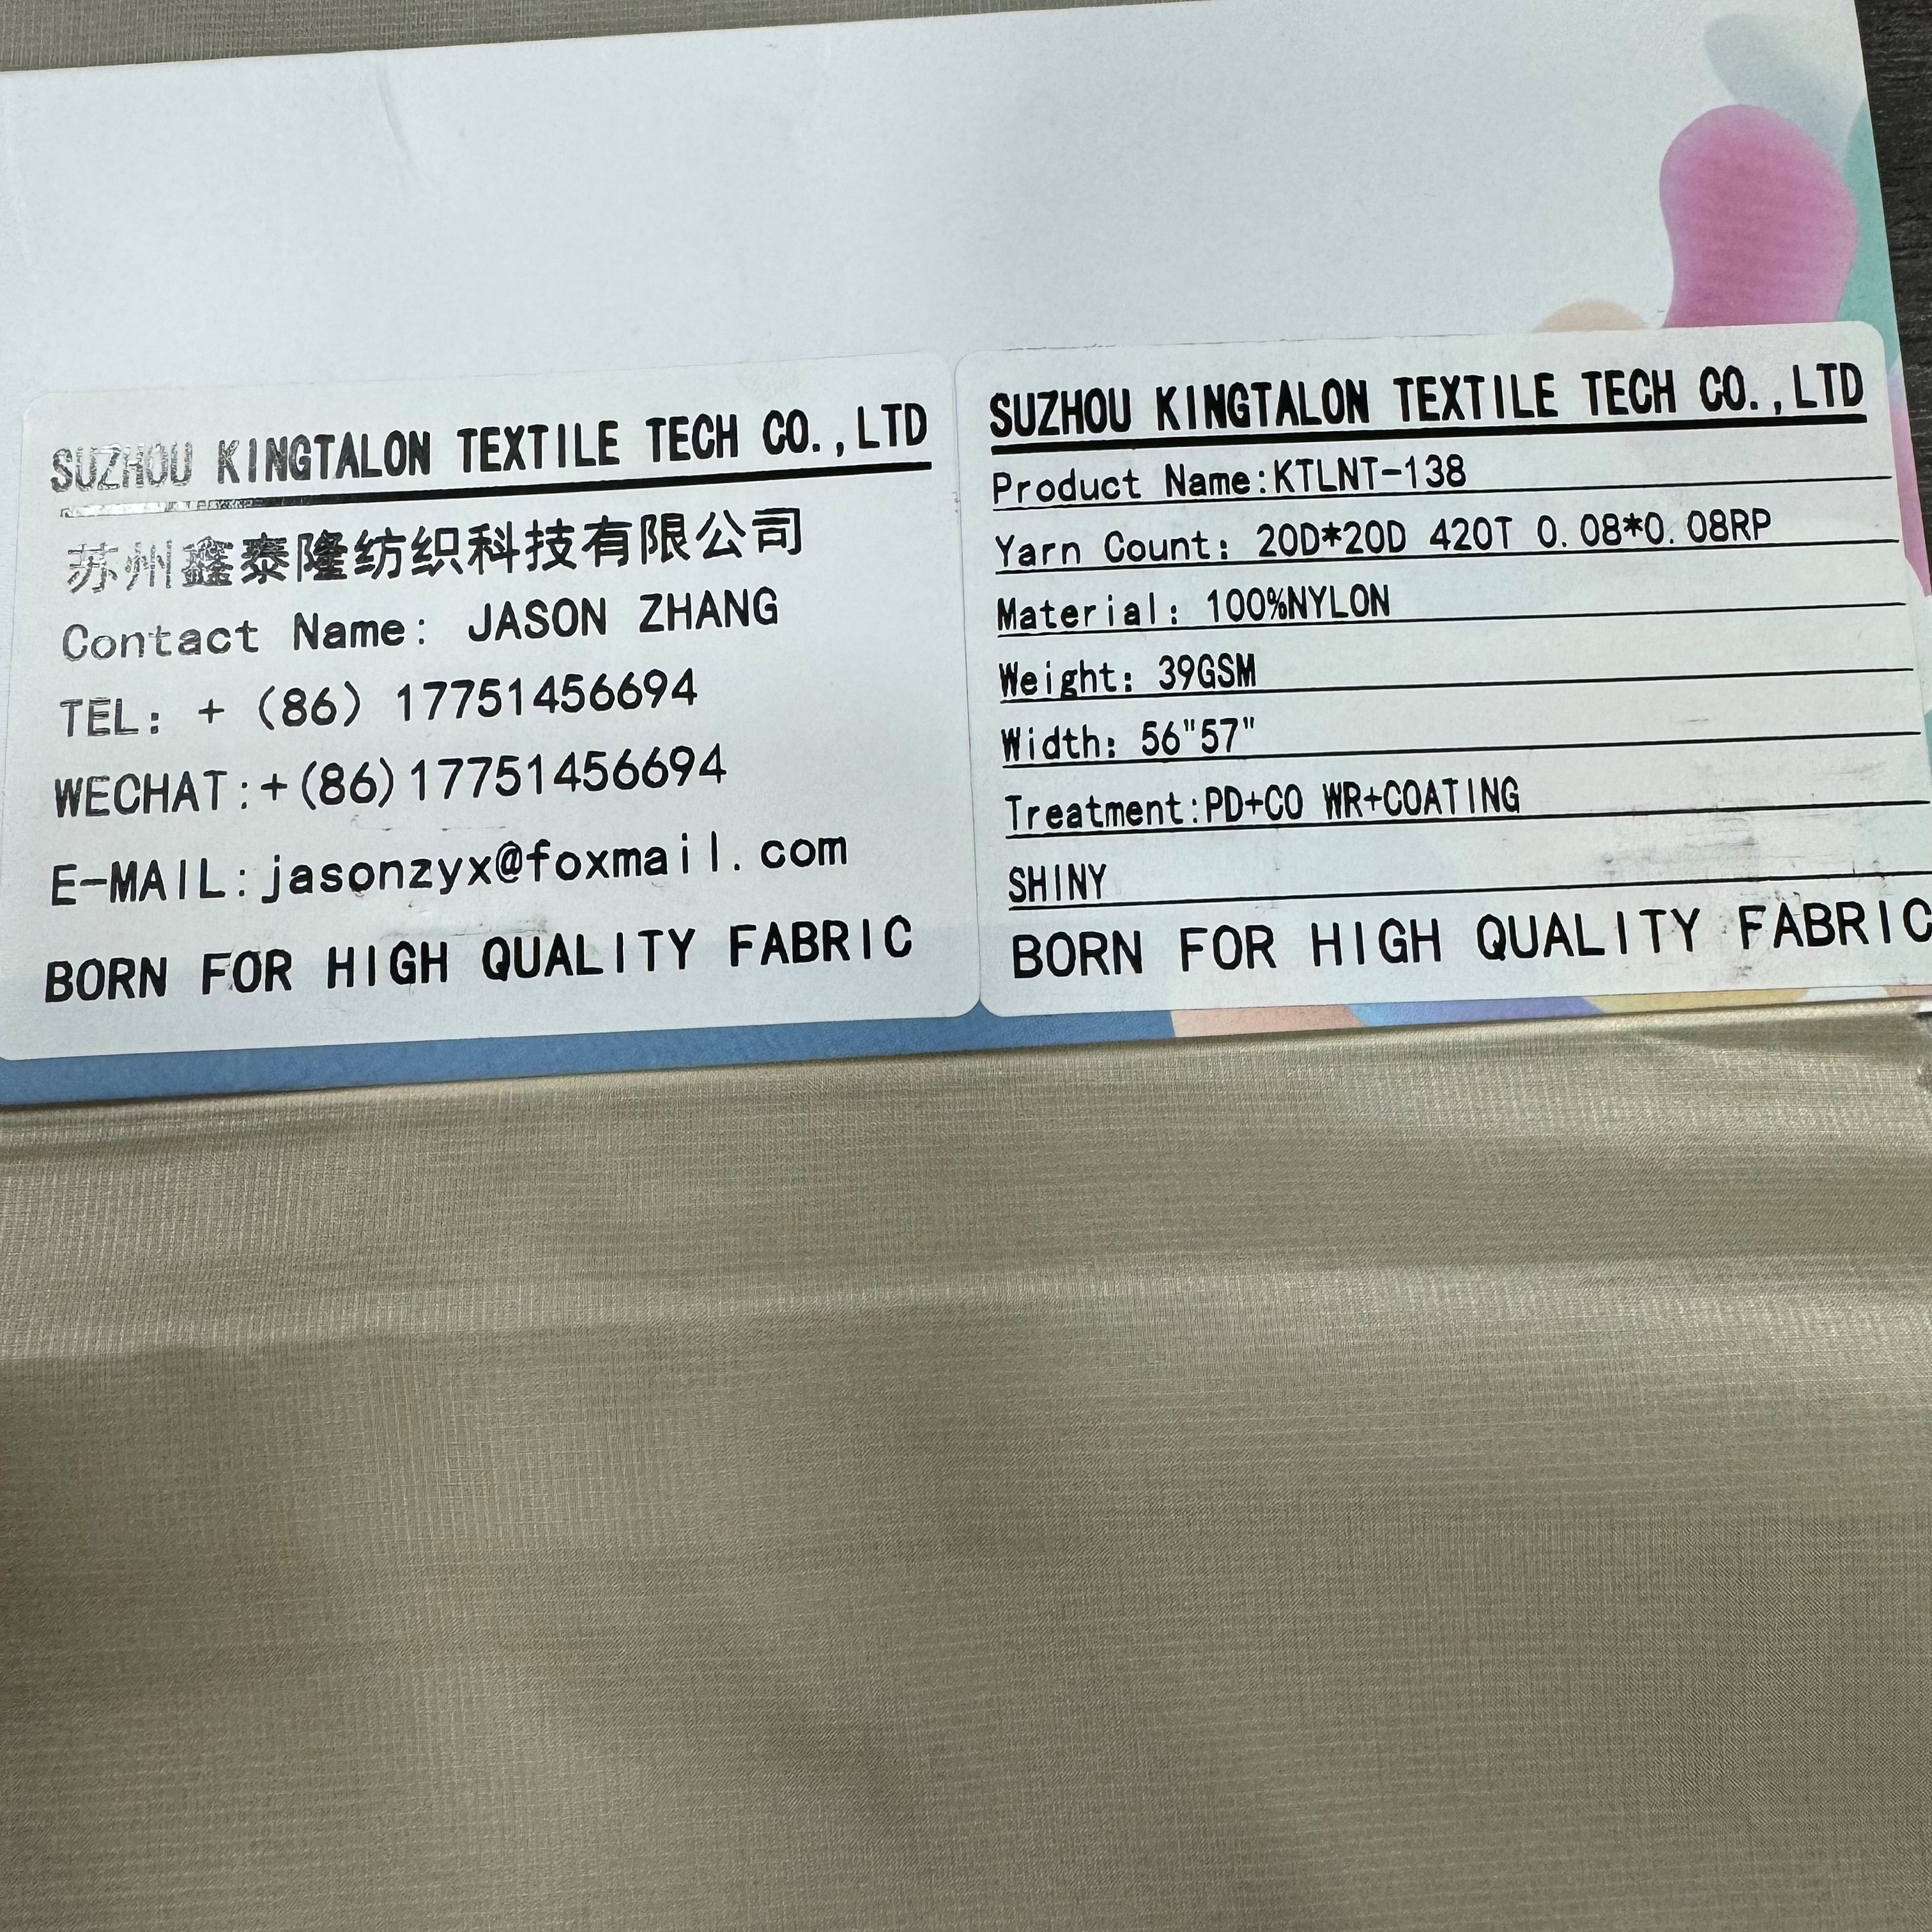 SUZHOU KINGTALON TEXTILE TECH CO.,LTD
苏州鑫泰隆纺织科技有限公司
Contact Name: JASON ZHANG
TEL: + (86) 17751456694
WECHAT:+(86)17751456694
E-MAIL:jasonzyx@foxmail.com
BORN FOR HIGH QUALITY FABRIC
SUZHOU KINGTALON TEXTILE TECH CO.,LTD
Product Name:KTLNT-138
Yarn Count: 20D*20D 420T 0.08*0.08RP
Material: 100%NYLON
Weight: 39GSM
Width: 56"57"
Treatment:PD+CO WR+COATING
SHINY
BORN FOR HIGH QUALITY FABRIC